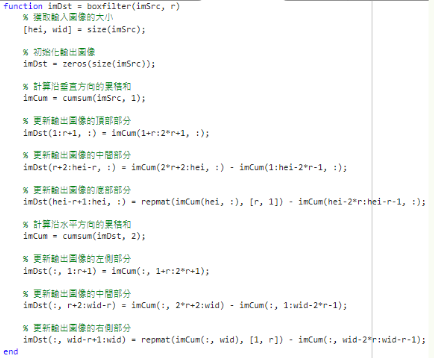 function imDst = boxfilter(imSrc, r)
% 獲取輸入圖像的大小
[hei, wid] = size(imSrc);
% 初始化輸出圖像
imDst = zeros(size(imSrc));
% 計算沿垂直方向的累積和
imCum = cumsum(imSrc, 1);
% 更新輸出圖像的頂部部分
imDst(1:r+1, :) = imCum(1+r:2*r+1, :);
% 更新輸出圖像的中間部分
imDst(r+2:hei-r, :) = imCum(2*r+2:hei, :) - imCum(1:hei-2*r-1, :);
% 更新輸出圖像的底部部分
imDst(hei-r+1:hei, :) = repmat(imCum(hei, :), [r, 1]) - imCum(hei-2*r:hei-r-1, :);
% 計算沿水平方向的累積和
imCum = cumsum(imDst, 2);
% 更新輸出圖像的左側部分
imDst(:, 1:r+1) = imCum(:, 1+r:2*r+1);
% 更新輸出圖像的中間部分
imDst(:, r+2:wid-r) = imCum(:, 2*r+2:wid) - imCum(:, 1:wid-2*r-1);
% 更新輸出圖像的右側部分
imDst(:, wid-r+1:wid) = repmat(imCum(:, wid), [1, r]) - imCum(:, wid-2*r:wid-r-1);
end